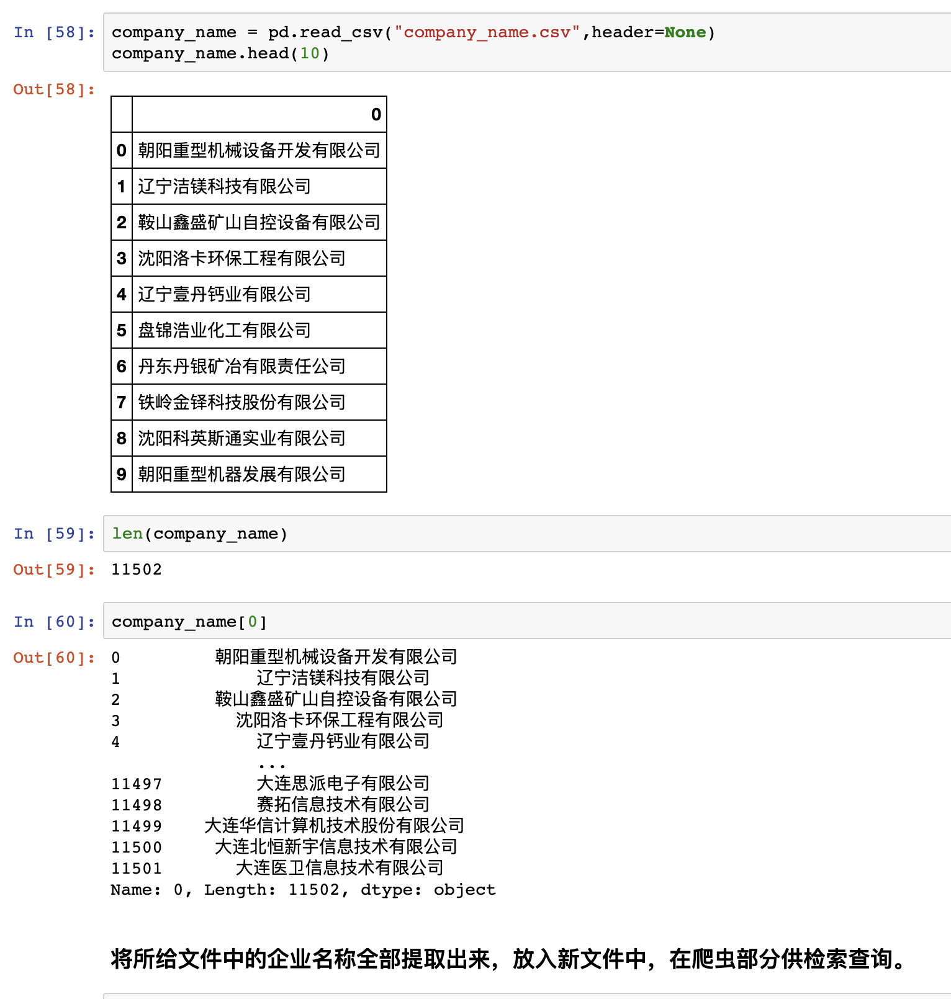 In [58]: company_name = pd.read_csv("company_name.csv",header=None)
company_name.head(10)
Out[58]:
0
0 朝阳重型机械设备开发有限公司
1 辽宁洁镁科技有限公司
2 鞍山鑫盛矿山自控设备有限公司
3 沈阳洛卡环保工程有限公司
4 辽宁壹丹钙业有限公司
5 盘锦浩业化工有限公司
6 丹东丹银矿冶有限责任公司
7 铁岭金铎科技股份有限公司
8 沈阳科英斯通实业有限公司
9 朝阳重型机器发展有限公司
In [59]: len(company_name)
Out[59]: 11502
In [60]: company_name[0]
Out[60]: 0 朝阳重型机械设备开发有限公司
1 辽宁洁镁科技有限公司
2 鞍山鑫盛矿山自控设备有限公司
3 沈阳洛卡环保工程有限公司
4 辽宁壹丹钙业有限公司
...
11497 大连思派电子有限公司
11498 赛拓信息技术有限公司
11499 大连华信计算机技术股份有限公司
11500 大连北恒新宇信息技术有限公司
11501 大连医卫信息技术有限公司
Name: 0, Length: 11502, dtype: object
将所给文件中的企业名称全部提取出来，放入新文件中，在爬虫部分供检索查询。